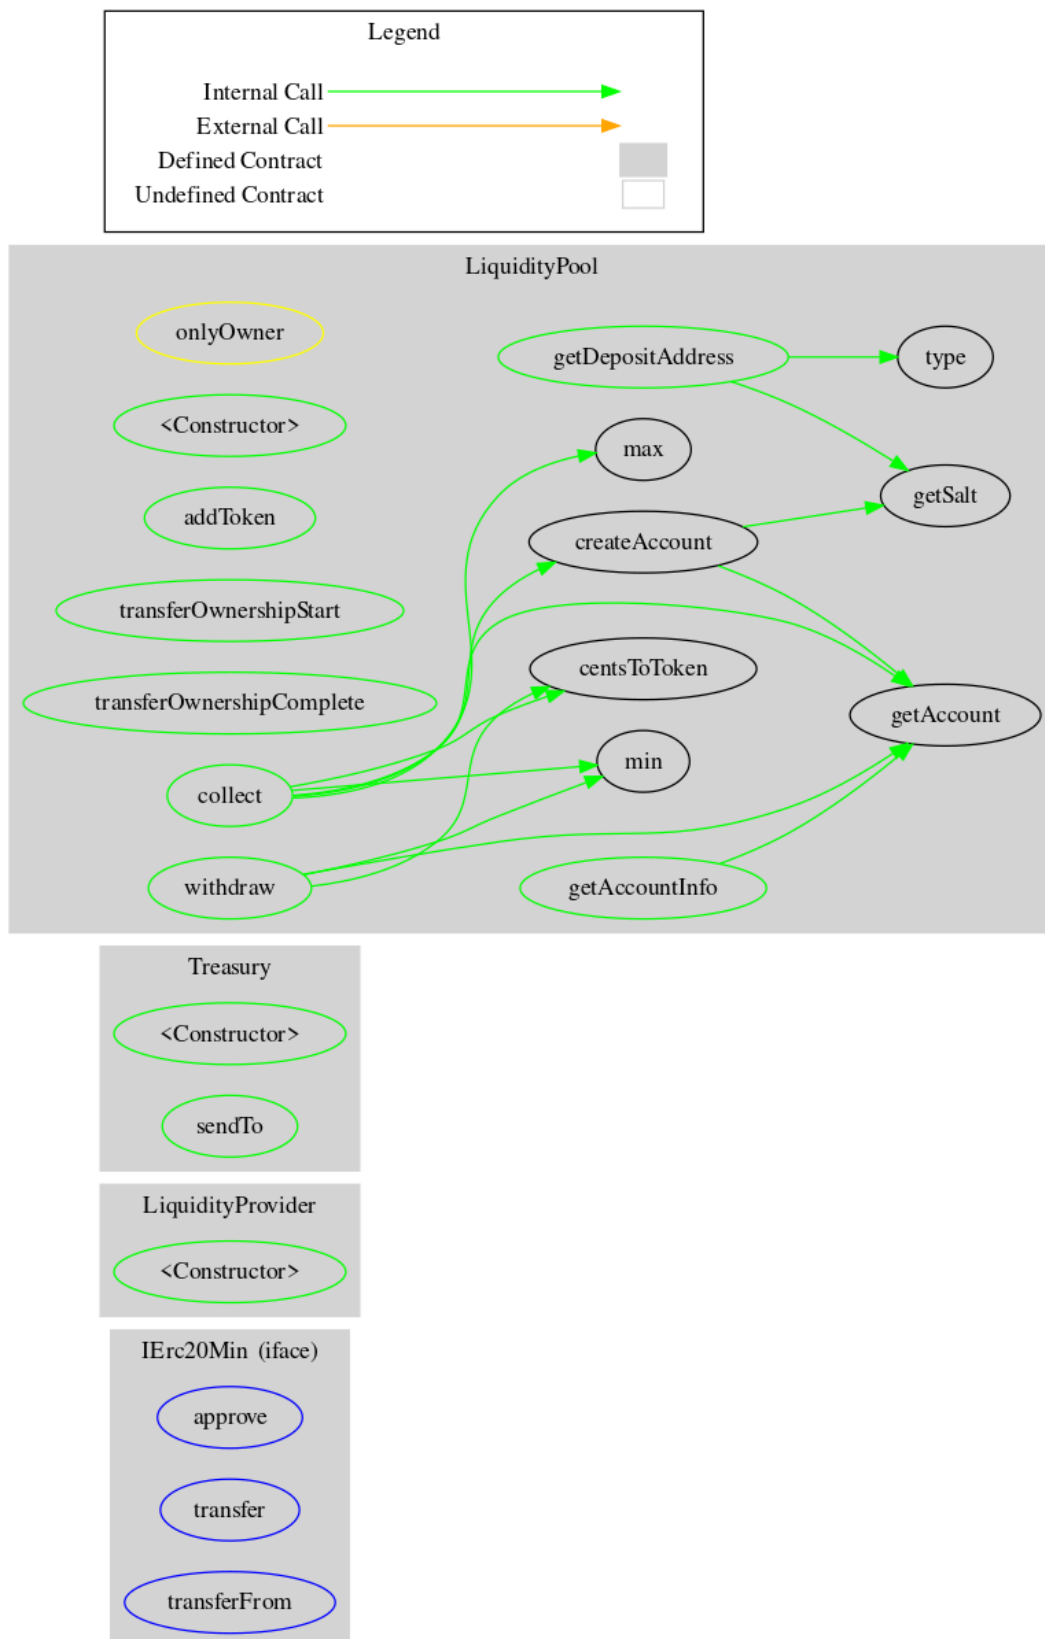 Legend
Internal Call
External Call
Defined Contract
Undefined Contract
LiquidityPool
onlyOwner
<Constructor>
addToken
transferOwnershipStart
transferOwnershipComplete
collect
withdraw
getDepositAddress
max
createAccount
centsToToken
min
getAccountInfo
type
getSalt
getAccount
Treasury
<Constructor>
sendTo
LiquidityProvider
<Constructor>
IErc20Min (iface)
approve
transfer
transferFrom